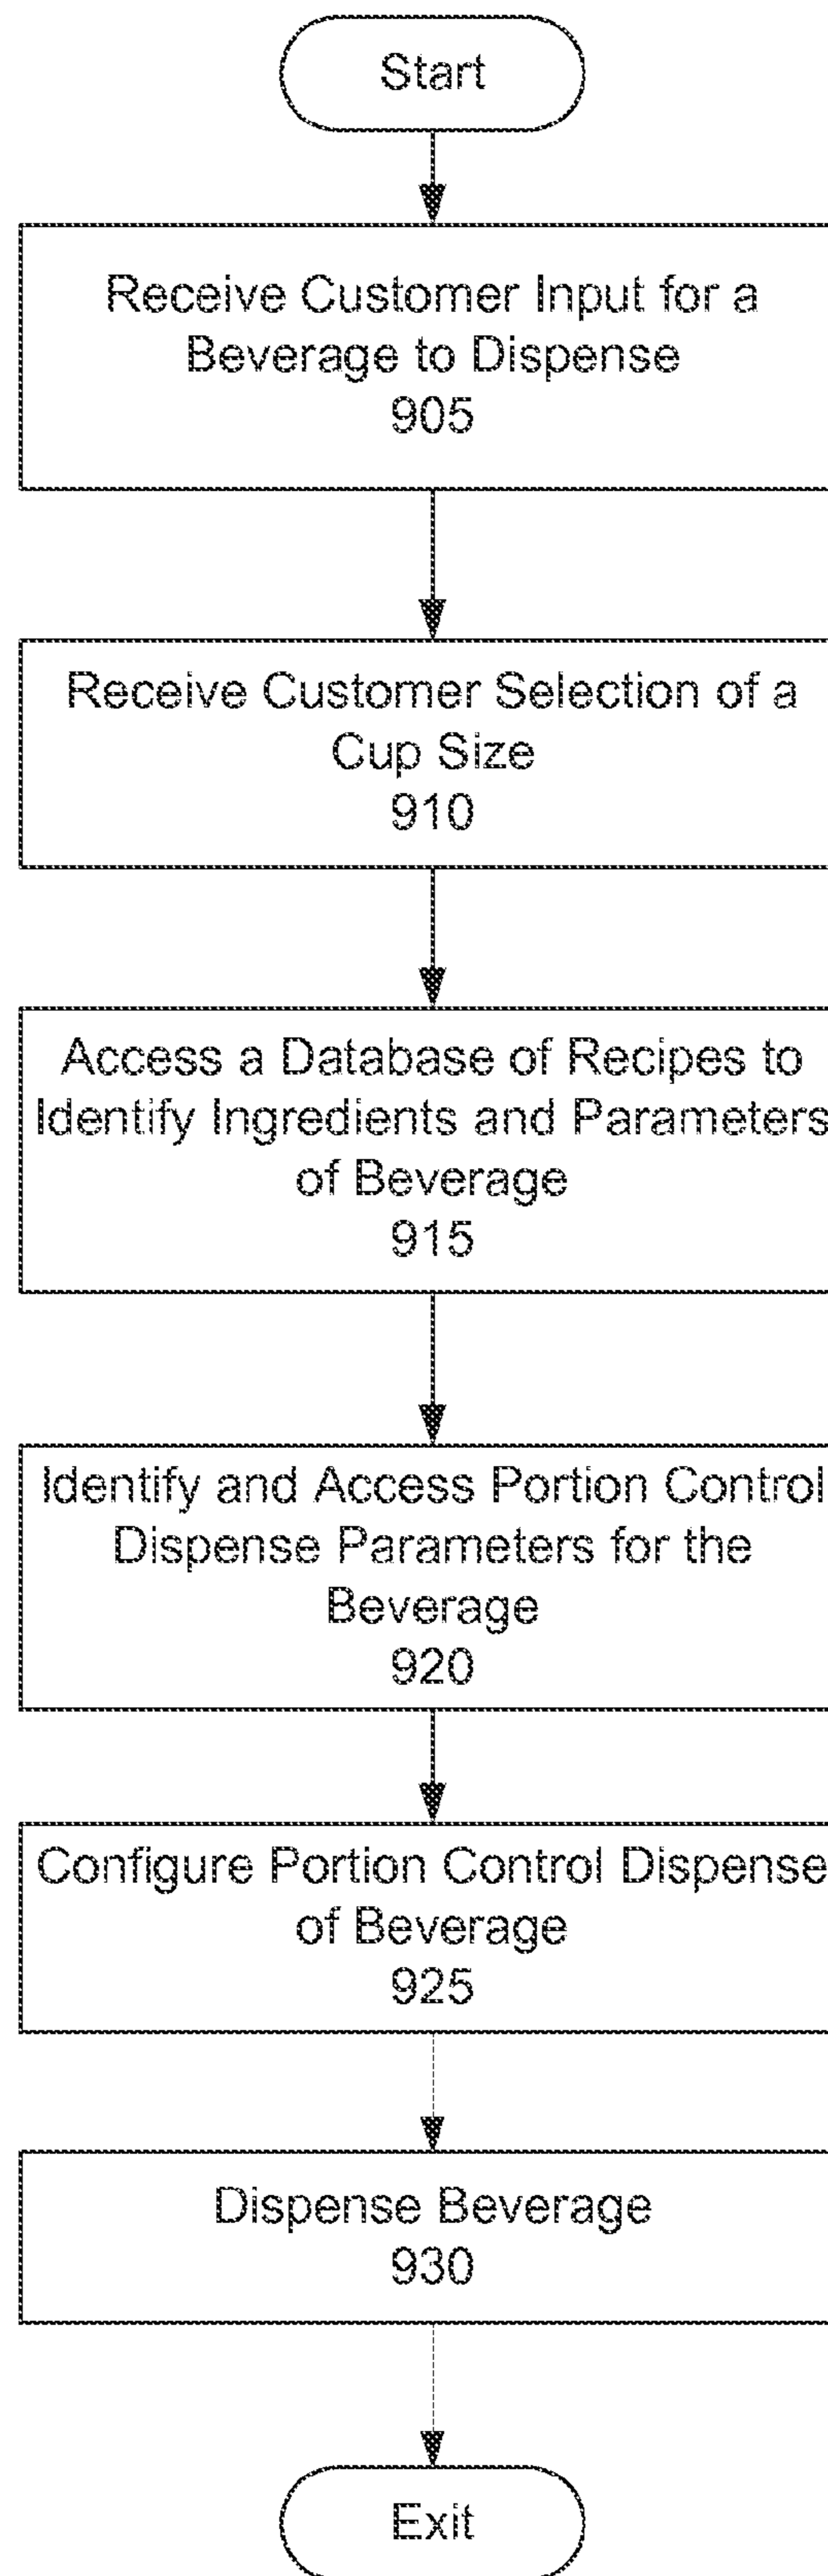 Start
Receive Customer Input for a
Beverage to Dispense
905
Receive Customer Selection of a
Cup Size
910
Access a Database of Recipes to
Identify Ingredients and Parameters
of Beverage
915
Identify and Access Portion Control
Dispense Parameters for the
Beverage
920
Configure Portion Control Dispense
of Beverage
925
Dispense Beverage
930
Exit